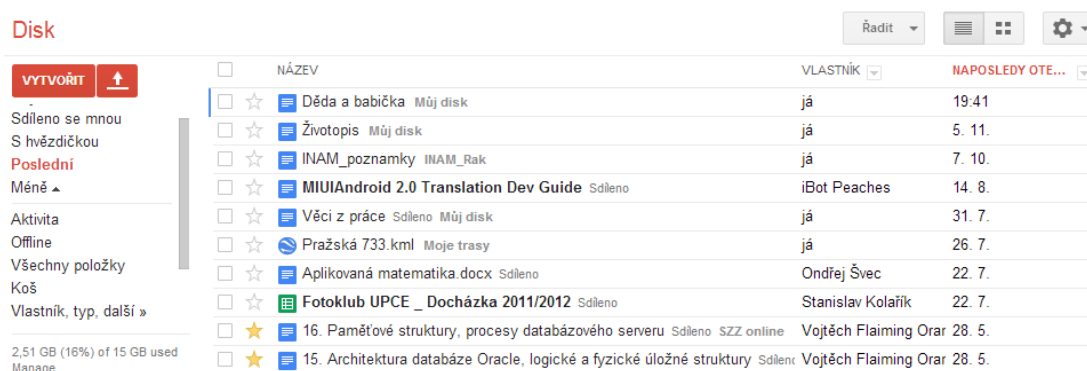 Disk
Řadit
VYTVOŘIT
Sdíleno se mnou
S hvězdičkou
Poslední
Méně
Aktivita
Offline
Všechny položky
Koš
Vlastník, typ, další »
2,51 GB (16%) of 15 GB used
Manage
NÁZEV VLASTNÍK NAPOSLEDY OTE...
Děda a babička Můj disk já 19:41
Životopis Můj disk já 5. 11.
INAM_poznamky INAM_Rak já 7. 10.
MIUIAndroid 2.0 Translation Dev Guide Sdíleno iBot Peaches 14. 8.
Věci z práce Sdíleno Můj disk já 31. 7.
Pražská 733.kml Moje trasy já 26. 7.
Aplikovaná matematika.docx Sdíleno Ondřej Švec 22. 7.
Fotoklub UPCE _ Docházka 2011/2012 Sdíleno Stanislav Kolařík 22. 7.
16. Paměťové struktury, procesy databázového serveru Sdíleno SZZ online Vojtěch Flaiming Orar 28. 5.
15. Architektura databáze Oracle, logické a fyzické úložné struktury Sdílen Vojtěch Flaiming Orar 28. 5.